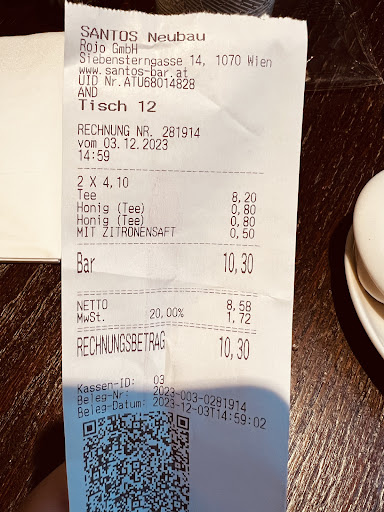 SANTOS Neubau
Rojo GmbH
Siebensterngasse 14, 1070 Wien
www.santos-bar.at
UID Nr.ATU68014828
AND
Tisch 12
RECHNUNG NR. 281914
vom 03.12.2023
14:59
2 X 4,10
Tee 8,20
Honig (Tee) 0,80
Honig (Tee) 0,80
MIT ZITRONENSAFT 0,50
Bar 10,30
NETTO 8,58
MwSt. 20,00% 1,72
RECHNUNGSBETRAG 10,30
Kassen-ID: 03
Beleg-Nr: 2023-003-0281914
Beleg-Datum: 2023-12-03T14:59:02